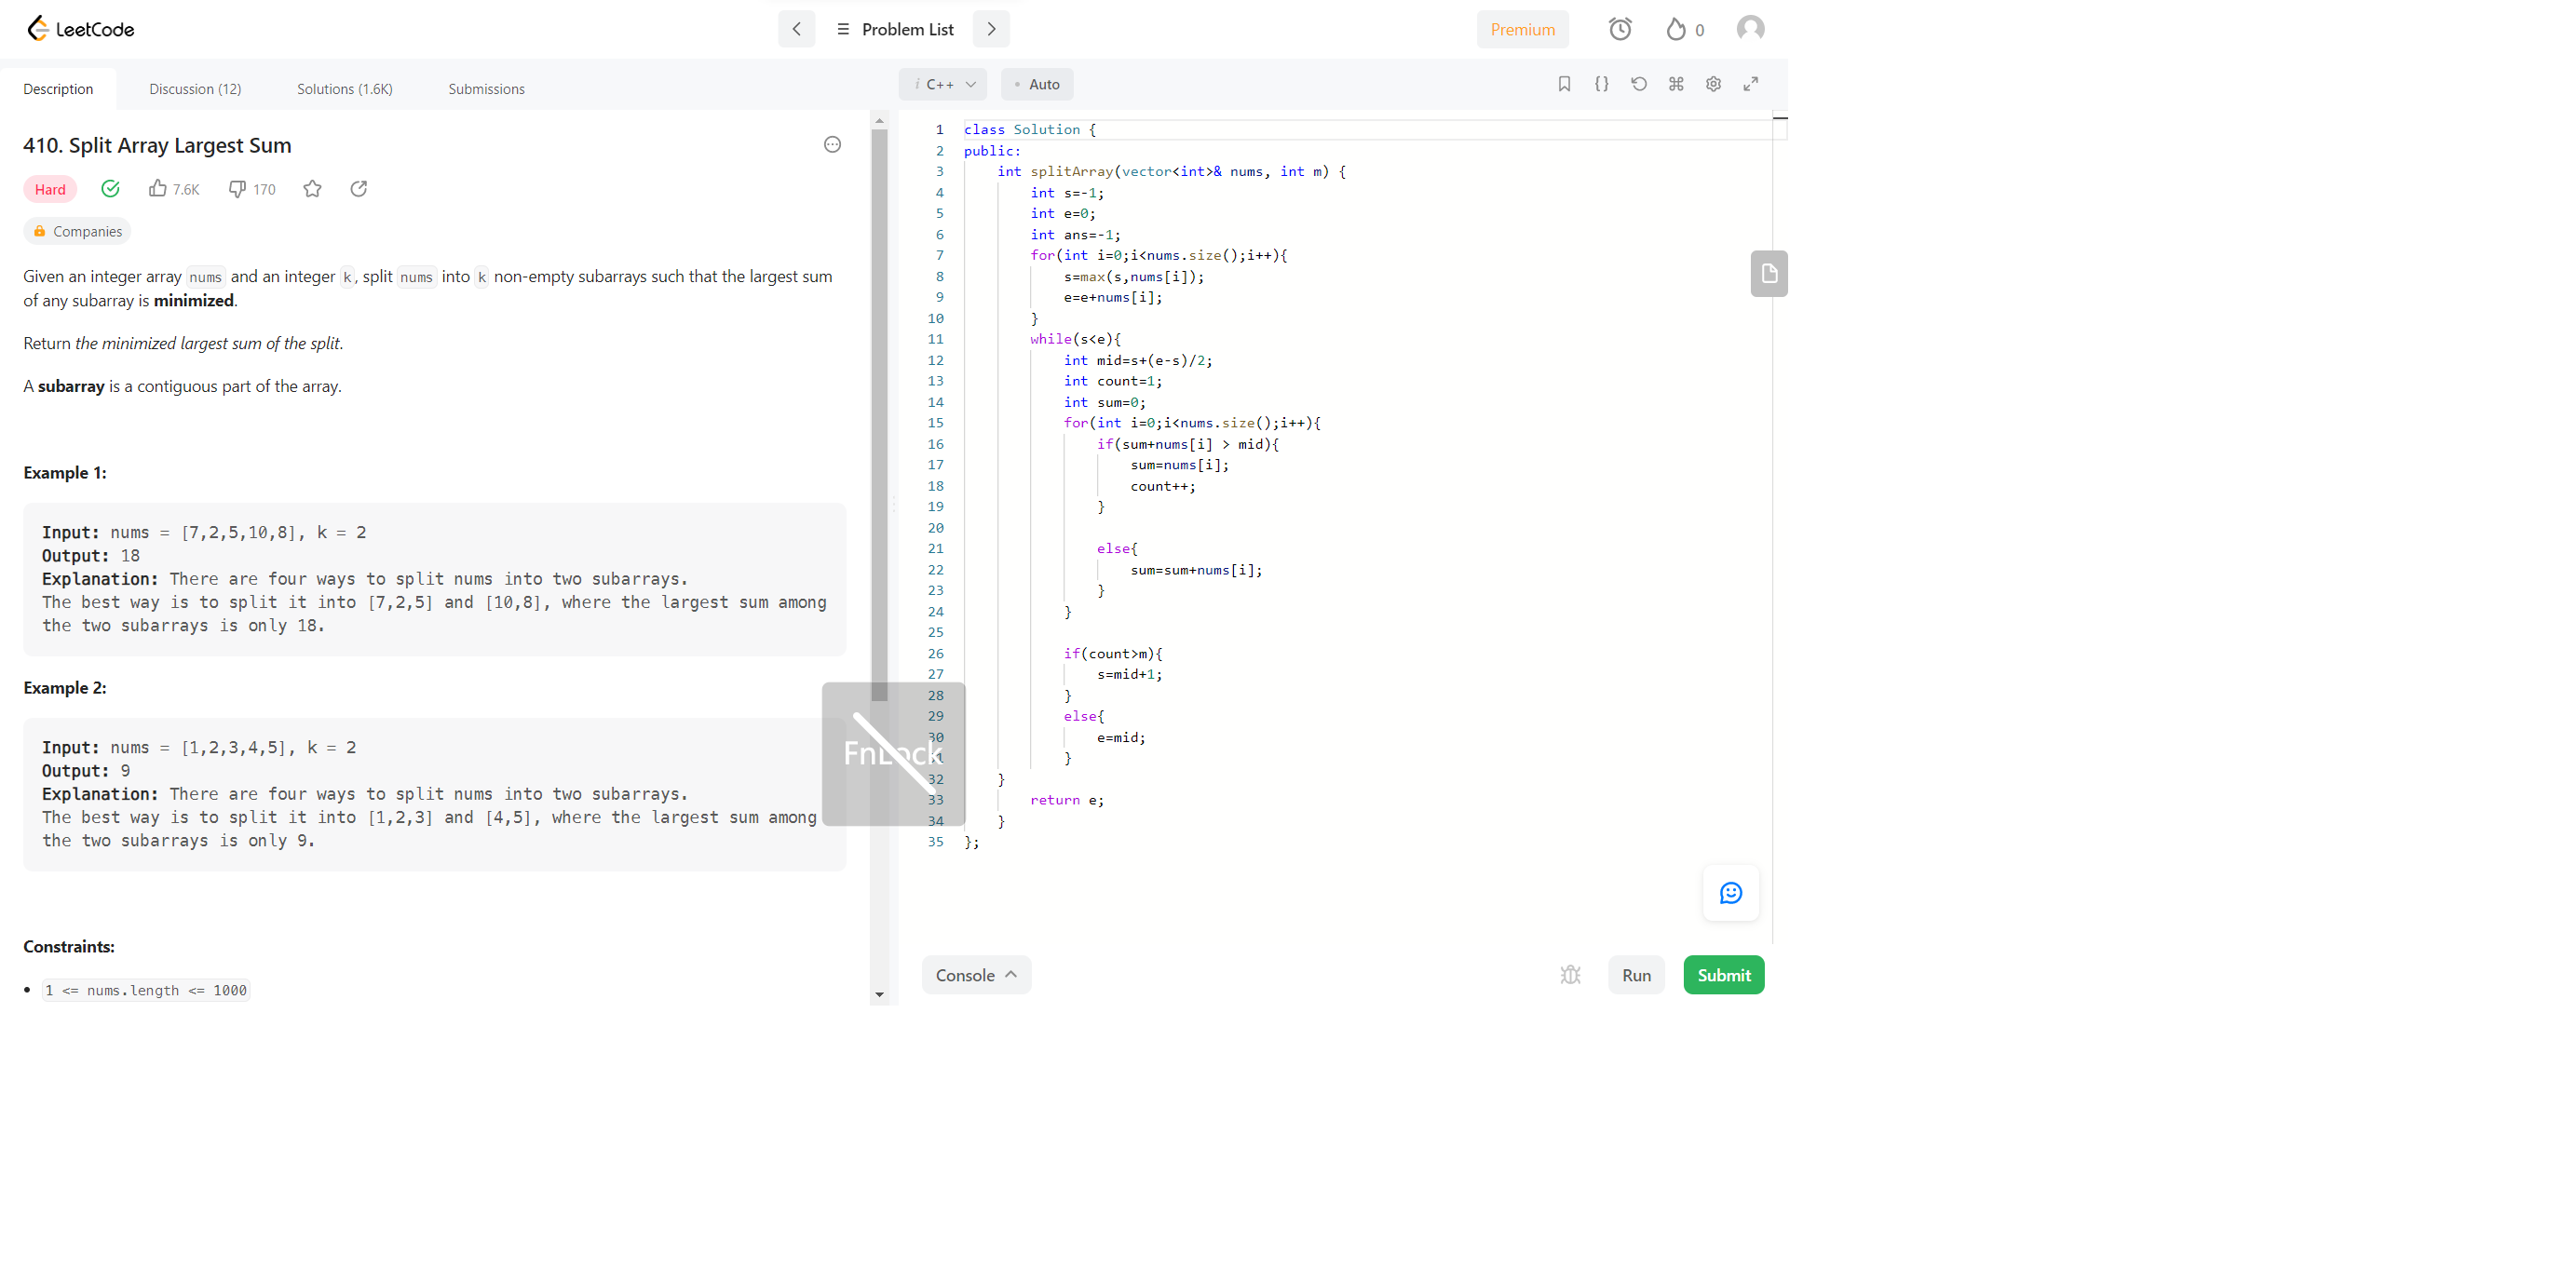 LeetCode
Problem List
Premium
0
Description
Discussion (12)
Solutions (1.6K)
Submissions
410. Split Array Largest Sum
Hard
7.6K
170
Companies
Given an integer array nums and an integer k, split nums into k non-empty subarrays such that the largest sum
of any subarray is minimized.
Return the minimized largest sum of the split.
A subarray is a contiguous part of the array.
Example 1:
Input: nums = [7,2,5,10,8], k = 2
Output: 18
Explanation: There are four ways to split nums into two subarrays.
The best way is to split it into [7,2,5] and [10,8], where the largest sum among
the two subarrays is only 18.
Example 2:
Input: nums = [1,2,3,4,5], k = 2
Output: 9
Explanation: There are four ways to split nums into two subarrays.
The best way is to split it into [1,2,3] and [4,5], where the largest sum among
the two subarrays is only 9.
Constraints:
• 1 <= nums.length <= 1000
FnLock
i C++
• Auto
1 class Solution {
2 public:
3 int splitArray(vector<int>& nums, int m) {
4 int s=-1;
5 int e=0;
6 int ans=-1;
7 for(int i=0;i<nums.size();i++){
8 s=max(s,nums[i]);
9 e=e+nums[i];
10 }
11 while(s<e){
12 int mid=s+(e-s)/2;
13 int count=1;
14 int sum=0;
15 for(int i=0;i<nums.size();i++){
16 if(sum+nums[i] > mid){
17 sum=nums[i];
18 count++;
19 }
20
21 else{
22 sum=sum+nums[i];
23 }
24 }
25
26 if(count>m){
27 s=mid+1;
28 }
29 else{
30 e=mid;
31 }
32 }
33 return e;
34 }
35 };
Console
Run
Submit